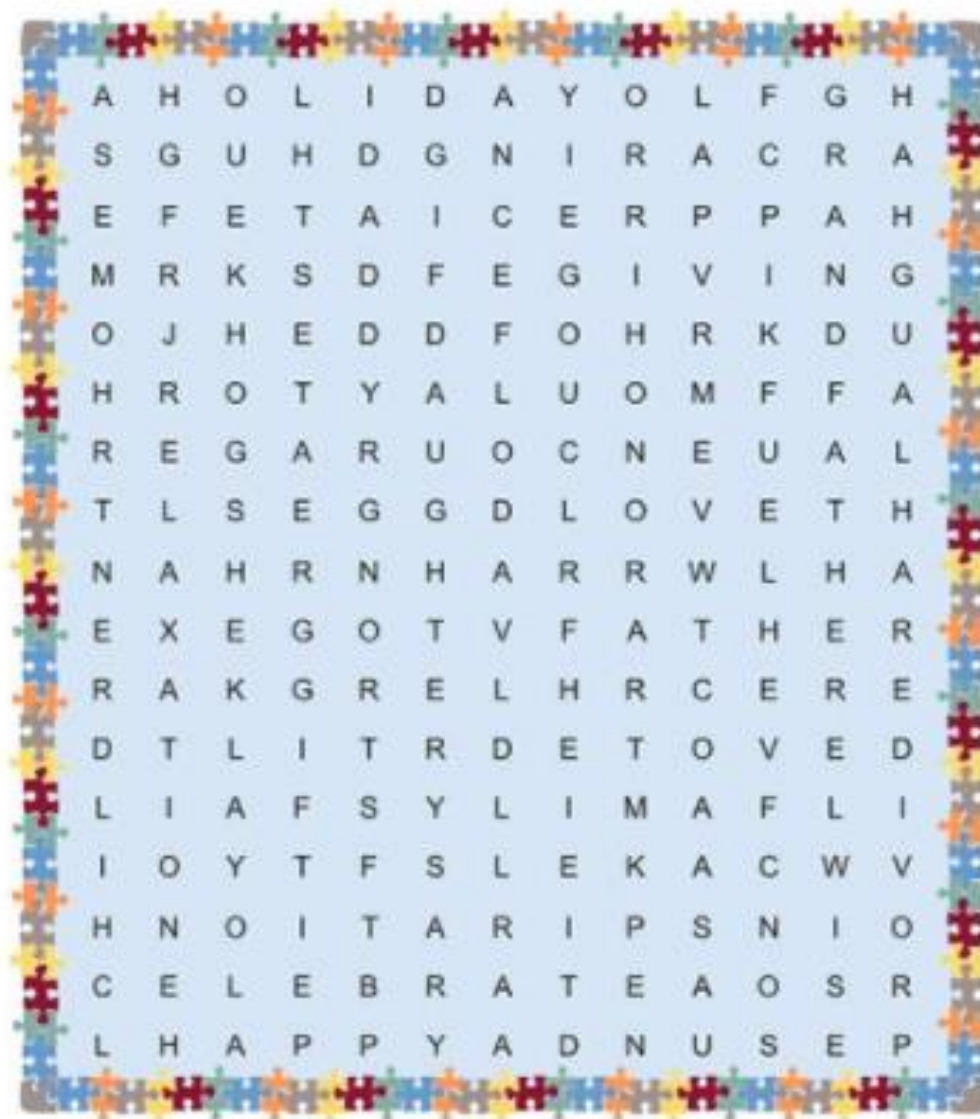 A H O L I D A Y O L F G H
S G U H D G N I R A C R A
E F E T A I C E R P P A H
M R K S D F E G I V I N G
O J H E D D F O H R K D U
H R O T Y A L U O M F F A
R E G A R U O C N E U A L
T L S E G G D L O V E T H
N A H R N H A R R W L H A
E X E G O T V F A T H E R
R A K G R E L H R C E R E
D T L I T R D E T O V E D
L I A F S Y L I M A F L I
I O Y T F S L E K A C W V
H N O I T A R I P S N I O
C E L E B R A T E A O S R
L H A P P Y A D N U S E P